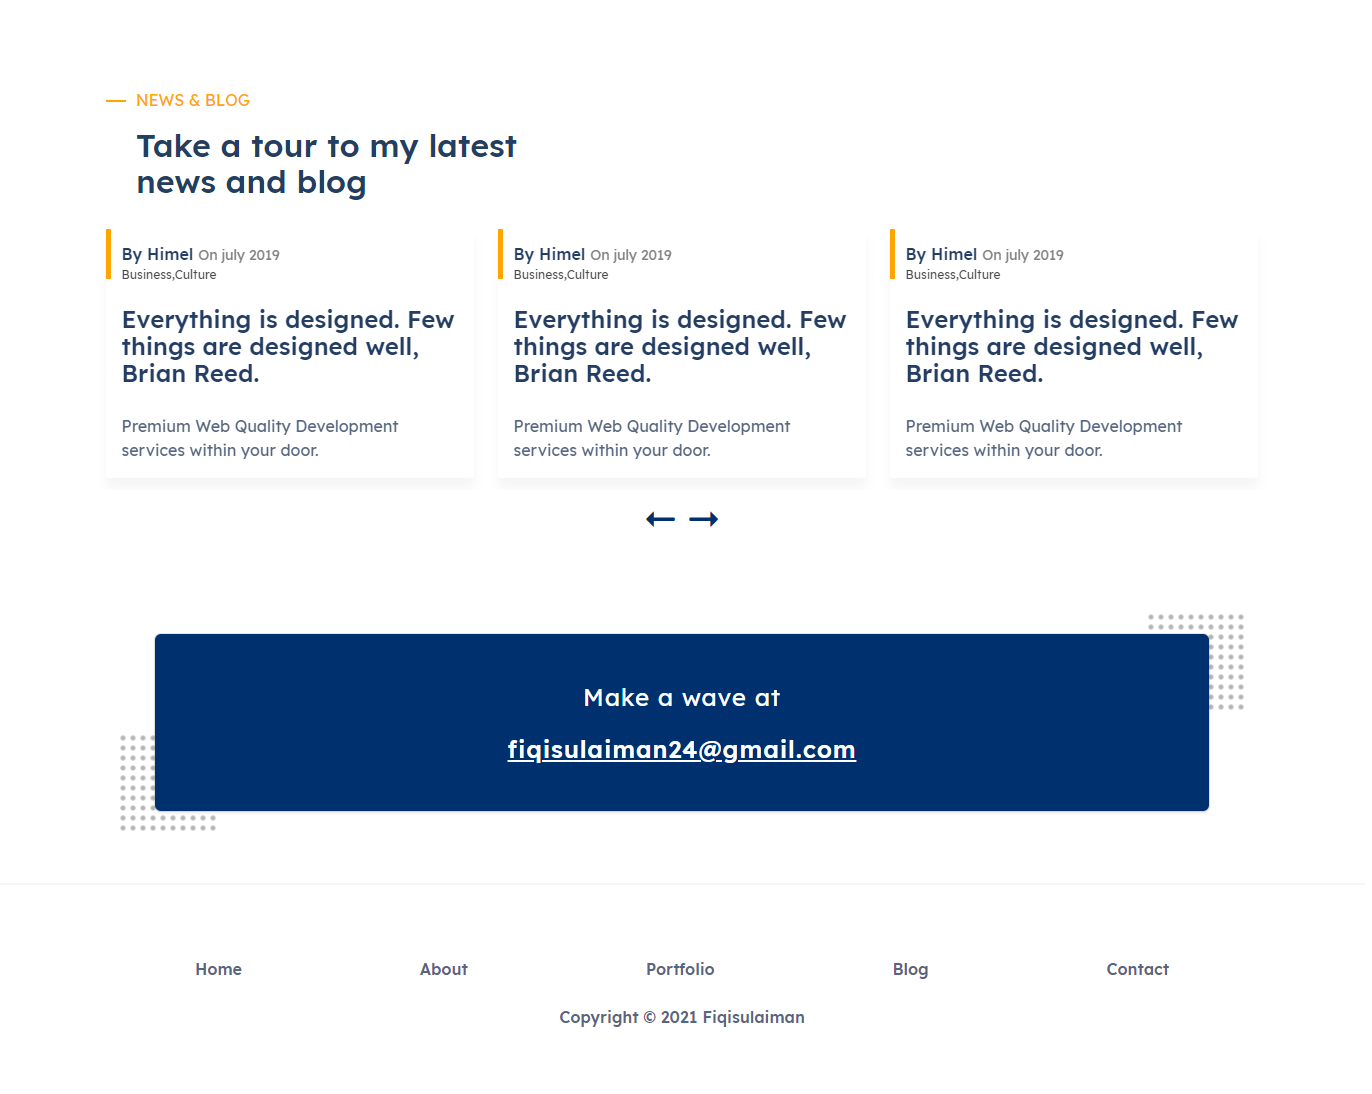 NEWS & BLOG
Take a tour to my latest
news and blog
By Himel On july 2019
Business,Culture
Everything is designed. Few
things are designed well,
Brian Reed.
Premium Web Quality Development
services within your door.
By Himel On july 2019
Business,Culture
Everything is designed. Few
things are designed well,
Brian Reed.
Premium Web Quality Development
services within your door.
By Himel On july 2019
Business,Culture
Everything is designed. Few
things are designed well,
Brian Reed.
Premium Web Quality Development
services within your door.
Make a wave at
fiqisulaiman24@gmail.com
Home About Portfolio Blog Contact
Copyright © 2021 Fiqisulaiman